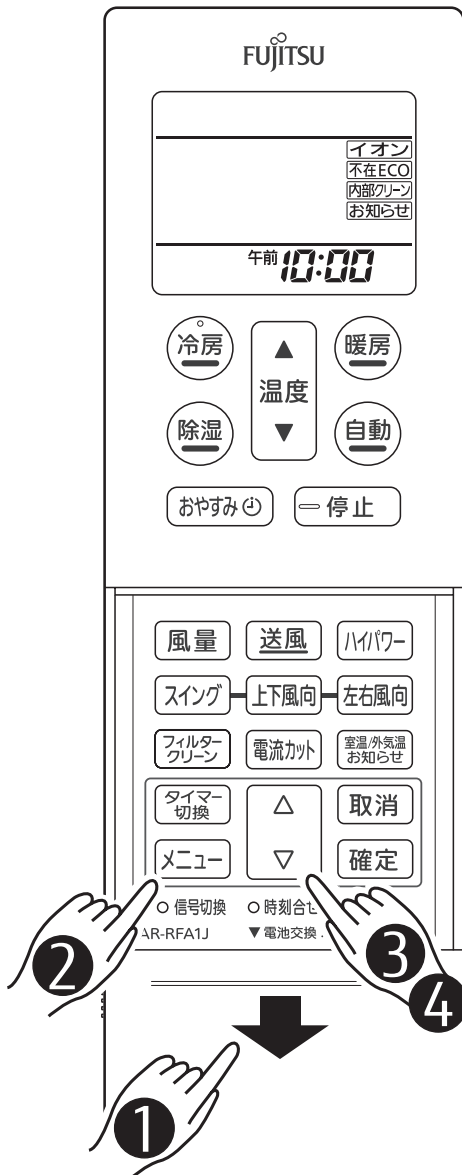 FUJITSU
イオン
不在ECO
内部クリーン
お知らせ
午前 10:00
冷房
温度
暖房
除湿
自動
おやすみ
停止
風量
送風
ハイパワー
スイング
上下風向
左右風向
フィルター
クリーン
電流カット
室温/外気温
お知らせ
タイマー
切換
取消
メニュー
確定
信号切換
時刻合せ
AR-RFA1J
▼電池交換
2
3
4
1